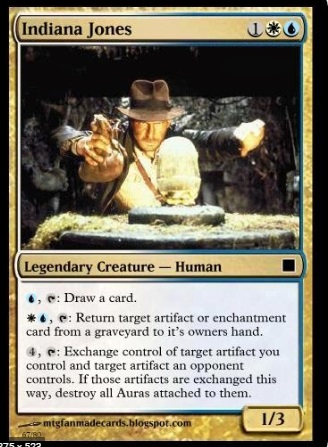 Indiana Jones 1
Legendary Creature — Human
, : Draw a card.
, : Return target artifact or enchantment
card from a graveyard to it's owners hand.
4, : Exchange control of target artifact you
control and target artifact an opponent
controls. If those artifacts are exchanged this
way, destroy all Auras attached to them.
mtgfanmadecards.blogspot.com
1/3